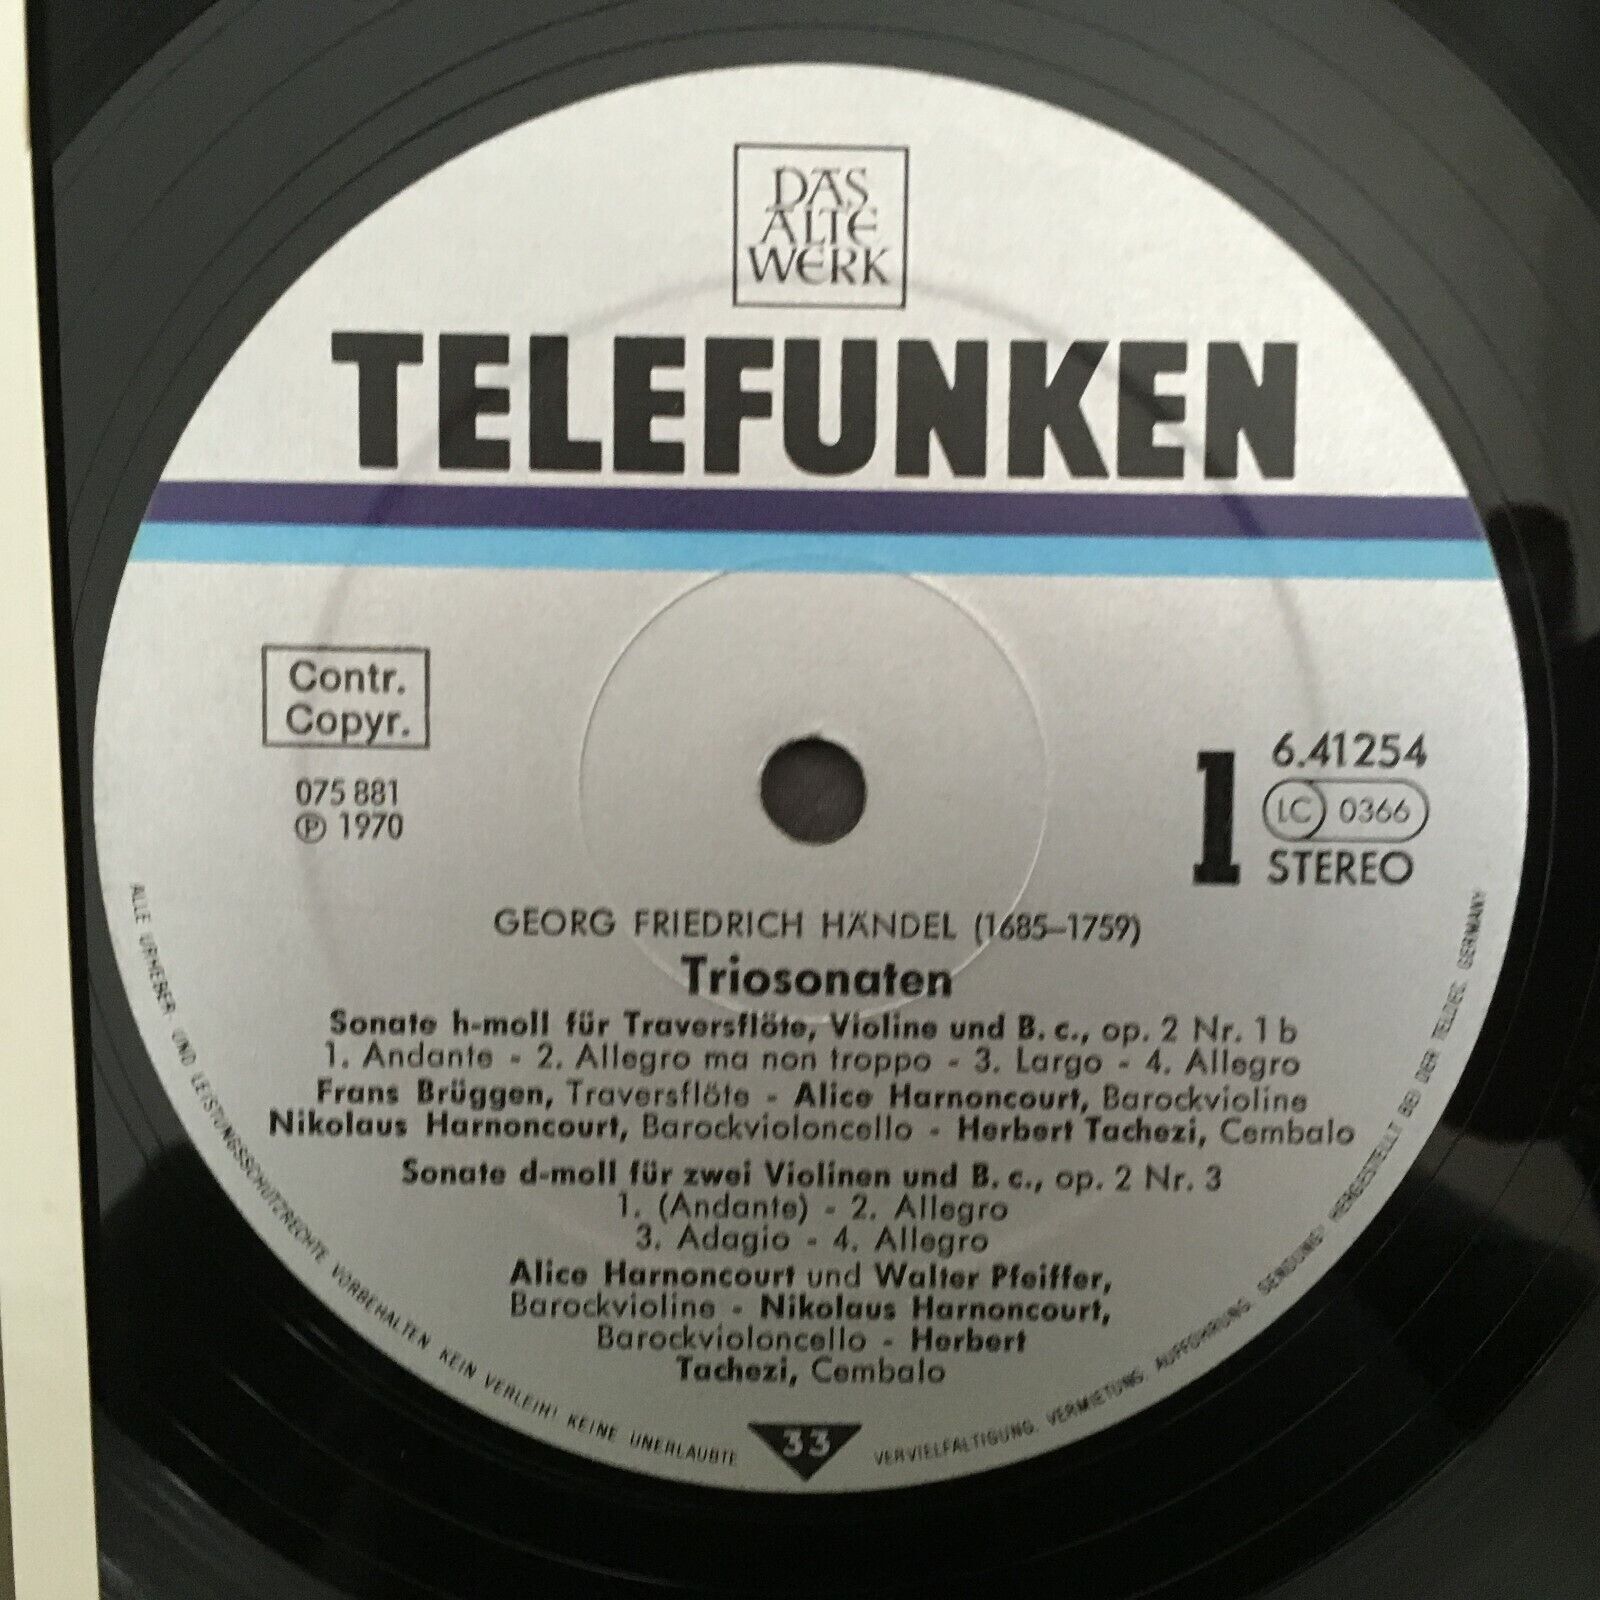 DAS
ALTE
WERK
TELEFUNKEN
Contr.
Copyr.
075 881
℗ 1970
1
6.41254
LC 0366
STEREO
GEORG FRIEDRICH HÄNDEL (1685–1759)
Triosonaten
Sonate h-moll für Traversflöte, Violine und B. c., op. 2 Nr. 1 b
1. Andante - 2. Allegro ma non troppo - 3. Largo - 4. Allegro
Frans Brüggen, Traversflöte - Alice Harnoncourt, Barockvioline
Nikolaus Harnoncourt, Barockvioloncello - Herbert Tachezi, Cembalo
Sonate d-moll für zwei Violinen und B. c., op. 2 Nr. 3
1. (Andante) - 2. Allegro
3. Adagio - 4. Allegro
Alice Harnoncourt und Walter Pfeiffer,
Barockvioline - Nikolaus Harnoncourt,
Barockvioloncello - Herbert
Tachezi, Cembalo
33
ALLE URHEBER- UND LEISTUNGSSCHUTZRECHTE VORBEHALTEN KEIN VERLEIH! KEINE UNERLAUBTE VERVIELFÄLTIGUNG, VERMIETUNG, AUFFÜHRUNG, SENDUNG! HERGESTELLT BEI DER TELDEC GERMANY